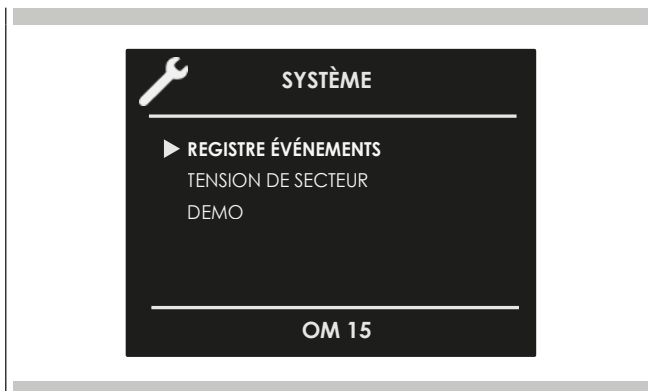 SYSTÈME
REGISTRE ÉVÉNEMENTS
TENSION DE SECTEUR
DEMO
OM 15